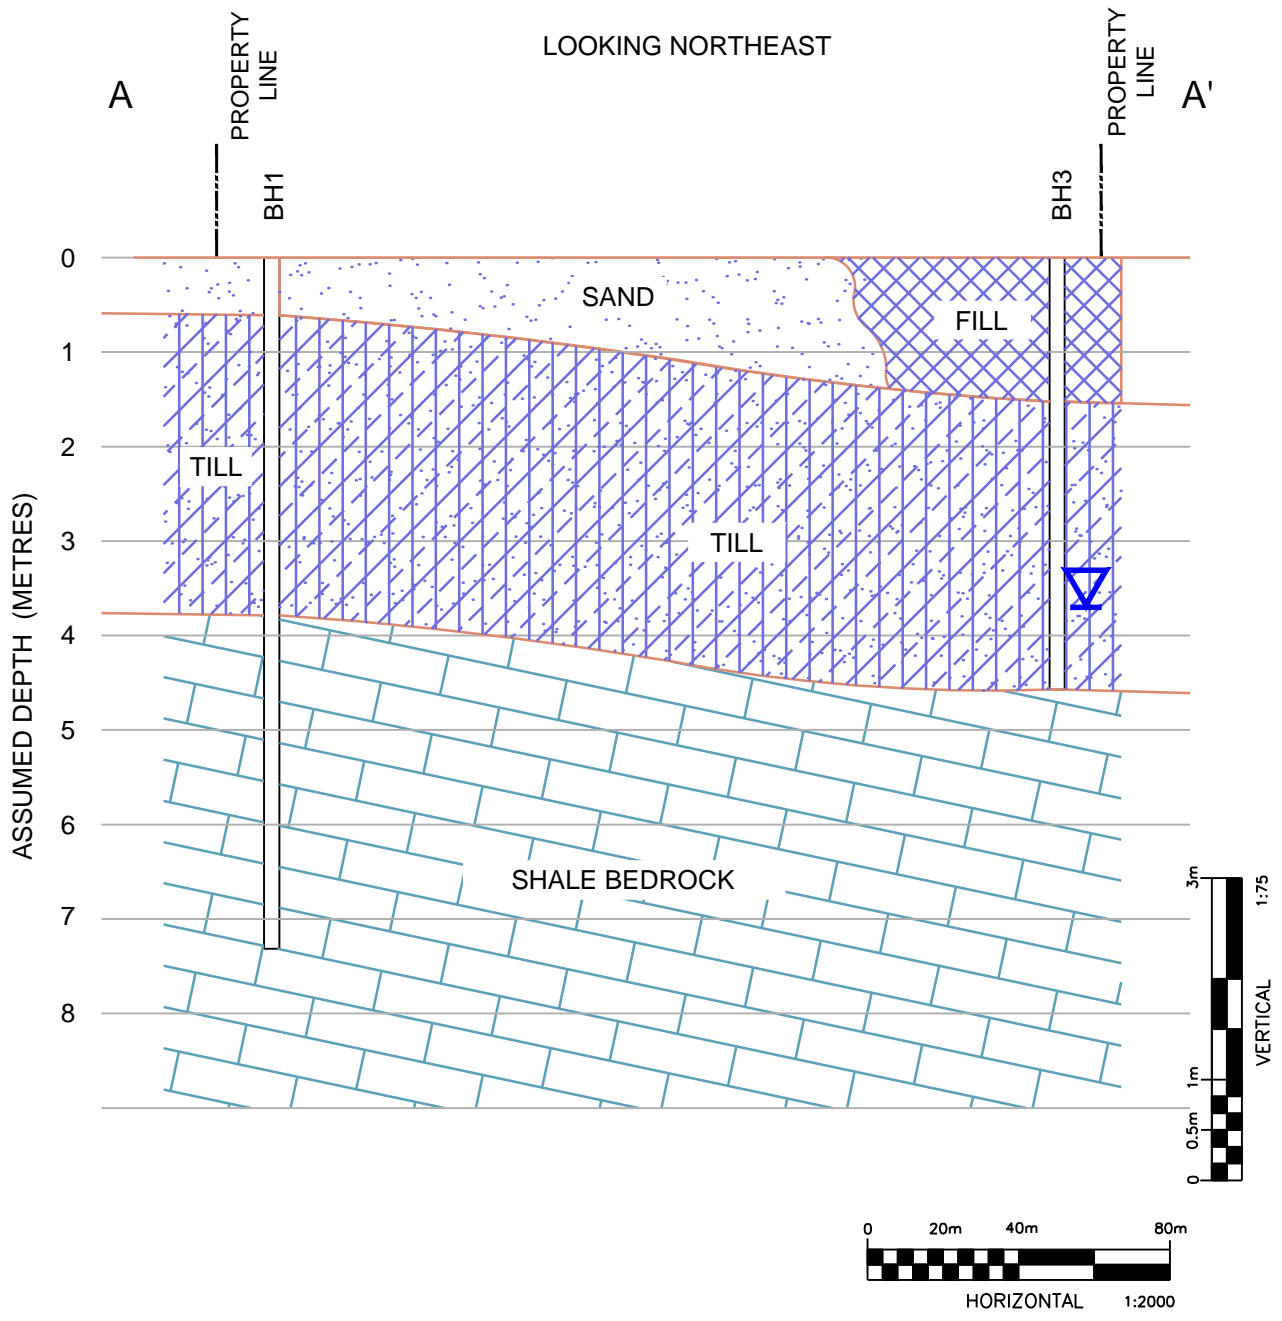 LOOKING NORTHEAST
A
PROPERTY
LINE
PROPERTY
LINE
A'
BH1
BH3
0
SAND
FILL
1
2
TILL
3
TILL
4
5
6
SHALE BEDROCK
7
8
ASSUMED DEPTH (METRES)
3m
1:75
VERTICAL
1m
0.5m
0
0 20m 40m 80m
HORIZONTAL 1:2000